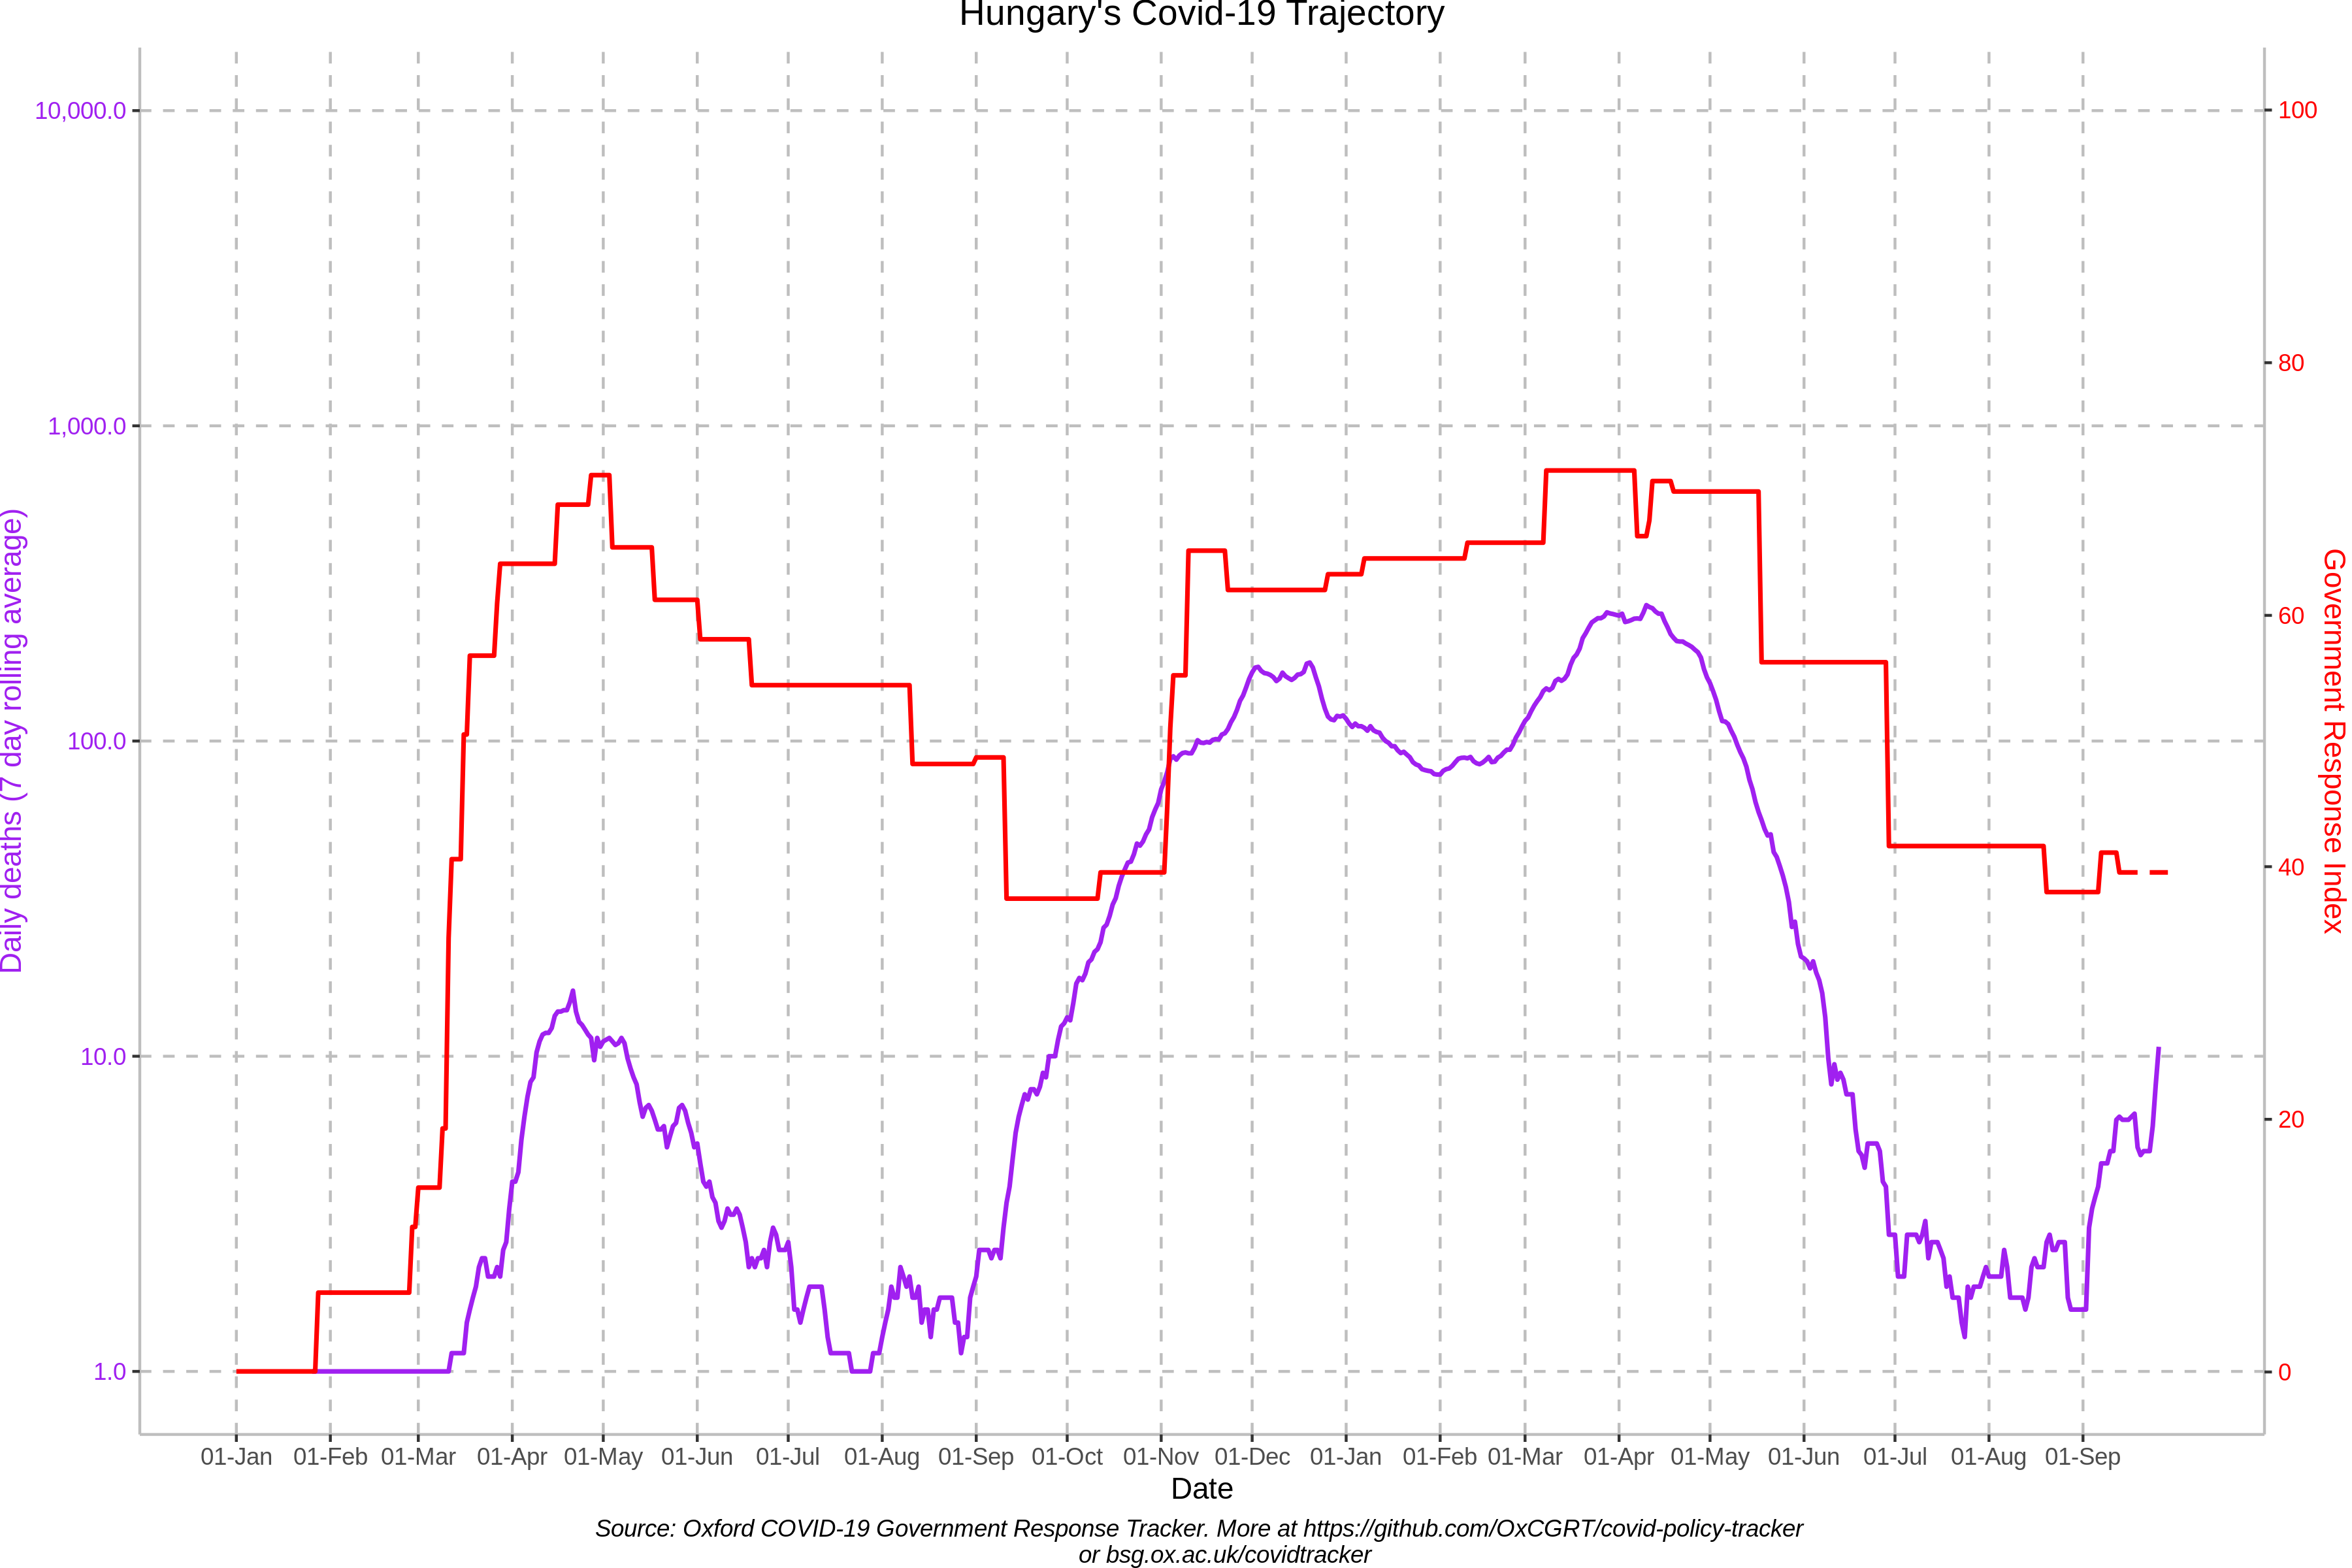 Hungary's Covid-19 Trajectory
10,000.0
1,000.0
100.0
10.0
1.0
Daily deaths (7 day rolling average)
100
80
60
40
20
0
Government Response Index
01-Jan 01-Feb 01-Mar 01-Apr 01-May 01-Jun 01-Jul 01-Aug 01-Sep 01-Oct 01-Nov 01-Dec 01-Jan 01-Feb 01-Mar 01-Apr 01-May 01-Jun 01-Jul 01-Aug 01-Sep
Date
Source: Oxford COVID-19 Government Response Tracker. More at https://github.com/OxCGRT/covid-policy-tracker
or bsg.ox.ac.uk/covidtracker